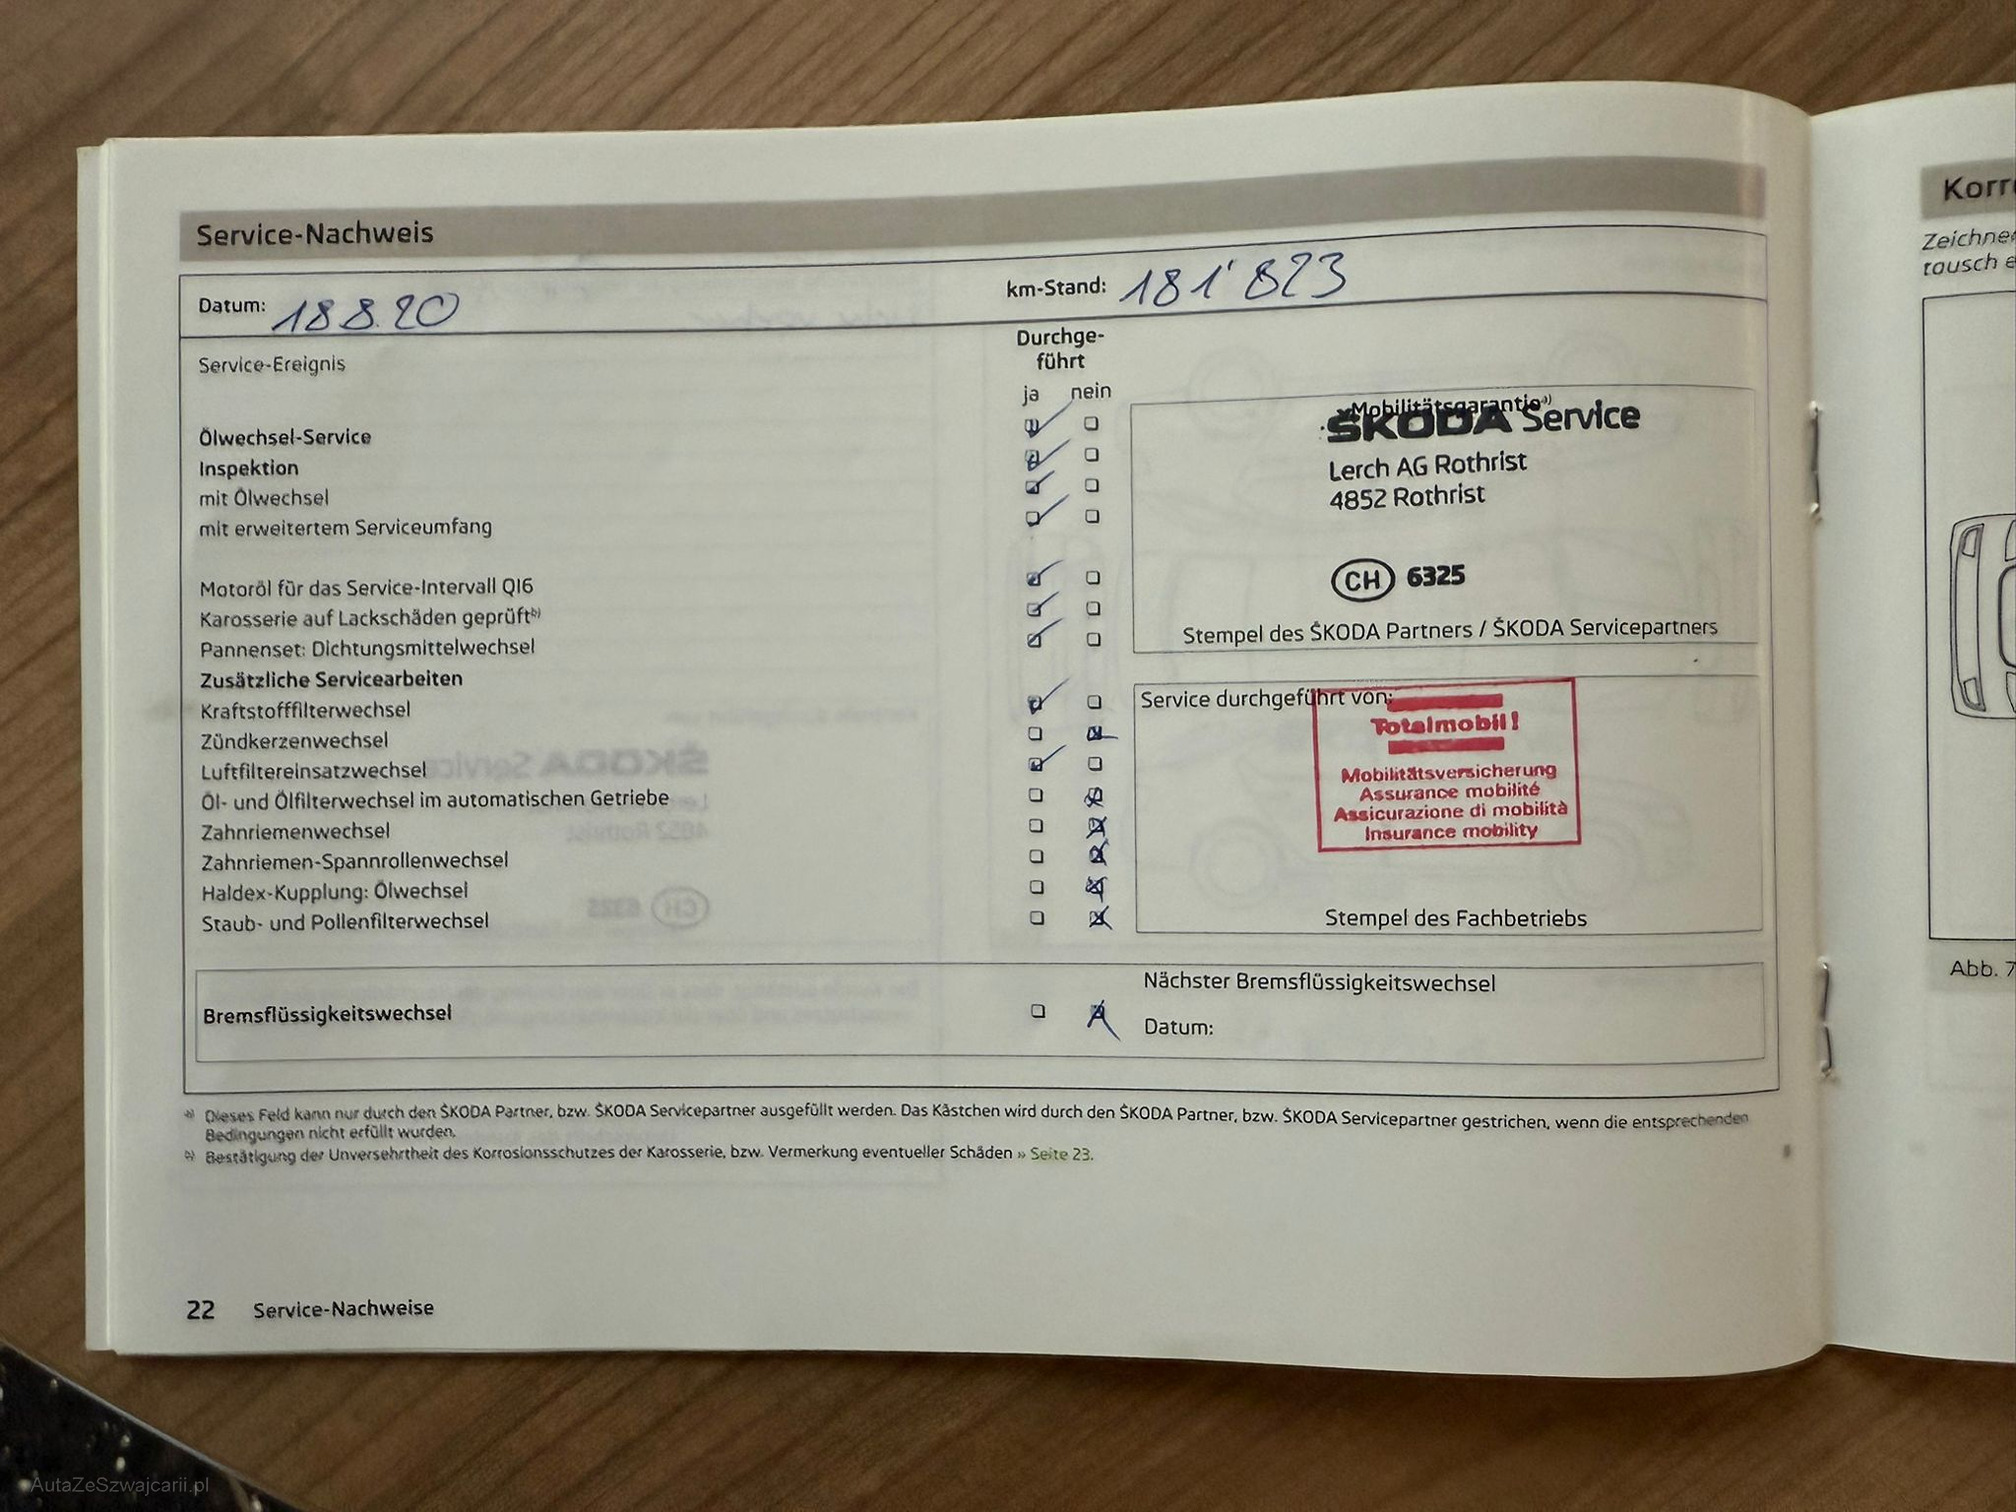 Service-Nachweis
Datum: 18.8.20
km-Stand: 181'823
Service-Ereignis
Durchge-
führt
ja nein
Ölwechsel-Service
Inspektion
mit Ölwechsel
mit erweitertem Serviceumfang
Motoröl für das Service-Intervall QI6
Karosserie auf Lackschäden geprüft b)
Pannenset: Dichtungsmittelwechsel
Zusätzliche Servicearbeiten
Kraftstofffilterwechsel
Zündkerzenwechsel
Luftfiltereinsatzwechsel
Öl- und Ölfilterwechsel im automatischen Getriebe
Zahnriemenwechsel
Zahnriemen-Spannrollenwechsel
Haldex-Kupplung: Ölwechsel
Staub- und Pollenfilterwechsel
Mobilitätsgarantie a)
ŠKODA Service
Lerch AG Rothrist
4852 Rothrist
CH 6325
Stempel des ŠKODA Partners / ŠKODA Servicepartners
Service durchgeführt von:
Totalmobil!
Mobilitätsversicherung
Assurance mobilité
Assicurazione di mobilità
Insurance mobility
Stempel des Fachbetriebs
Bremsflüssigkeitswechsel
Nächster Bremsflüssigkeitswechsel
Datum:
a) Dieses Feld kann nur durch den ŠKODA Partner, bzw. ŠKODA Servicepartner ausgefüllt werden. Das Kästchen wird durch den ŠKODA Partner, bzw. ŠKODA Servicepartner gestrichen, wenn die entsprechenden
Bedingungen nicht erfüllt wurden.
b) Bestätigung der Unversehrtheit des Korrosionsschutzes der Karosserie, bzw. Vermerkung eventueller Schäden » Seite 23.
22 Service-Nachweise
Korr
Zeichne
tausch e
Abb. 7
AutaZeSzwajcarii.pl